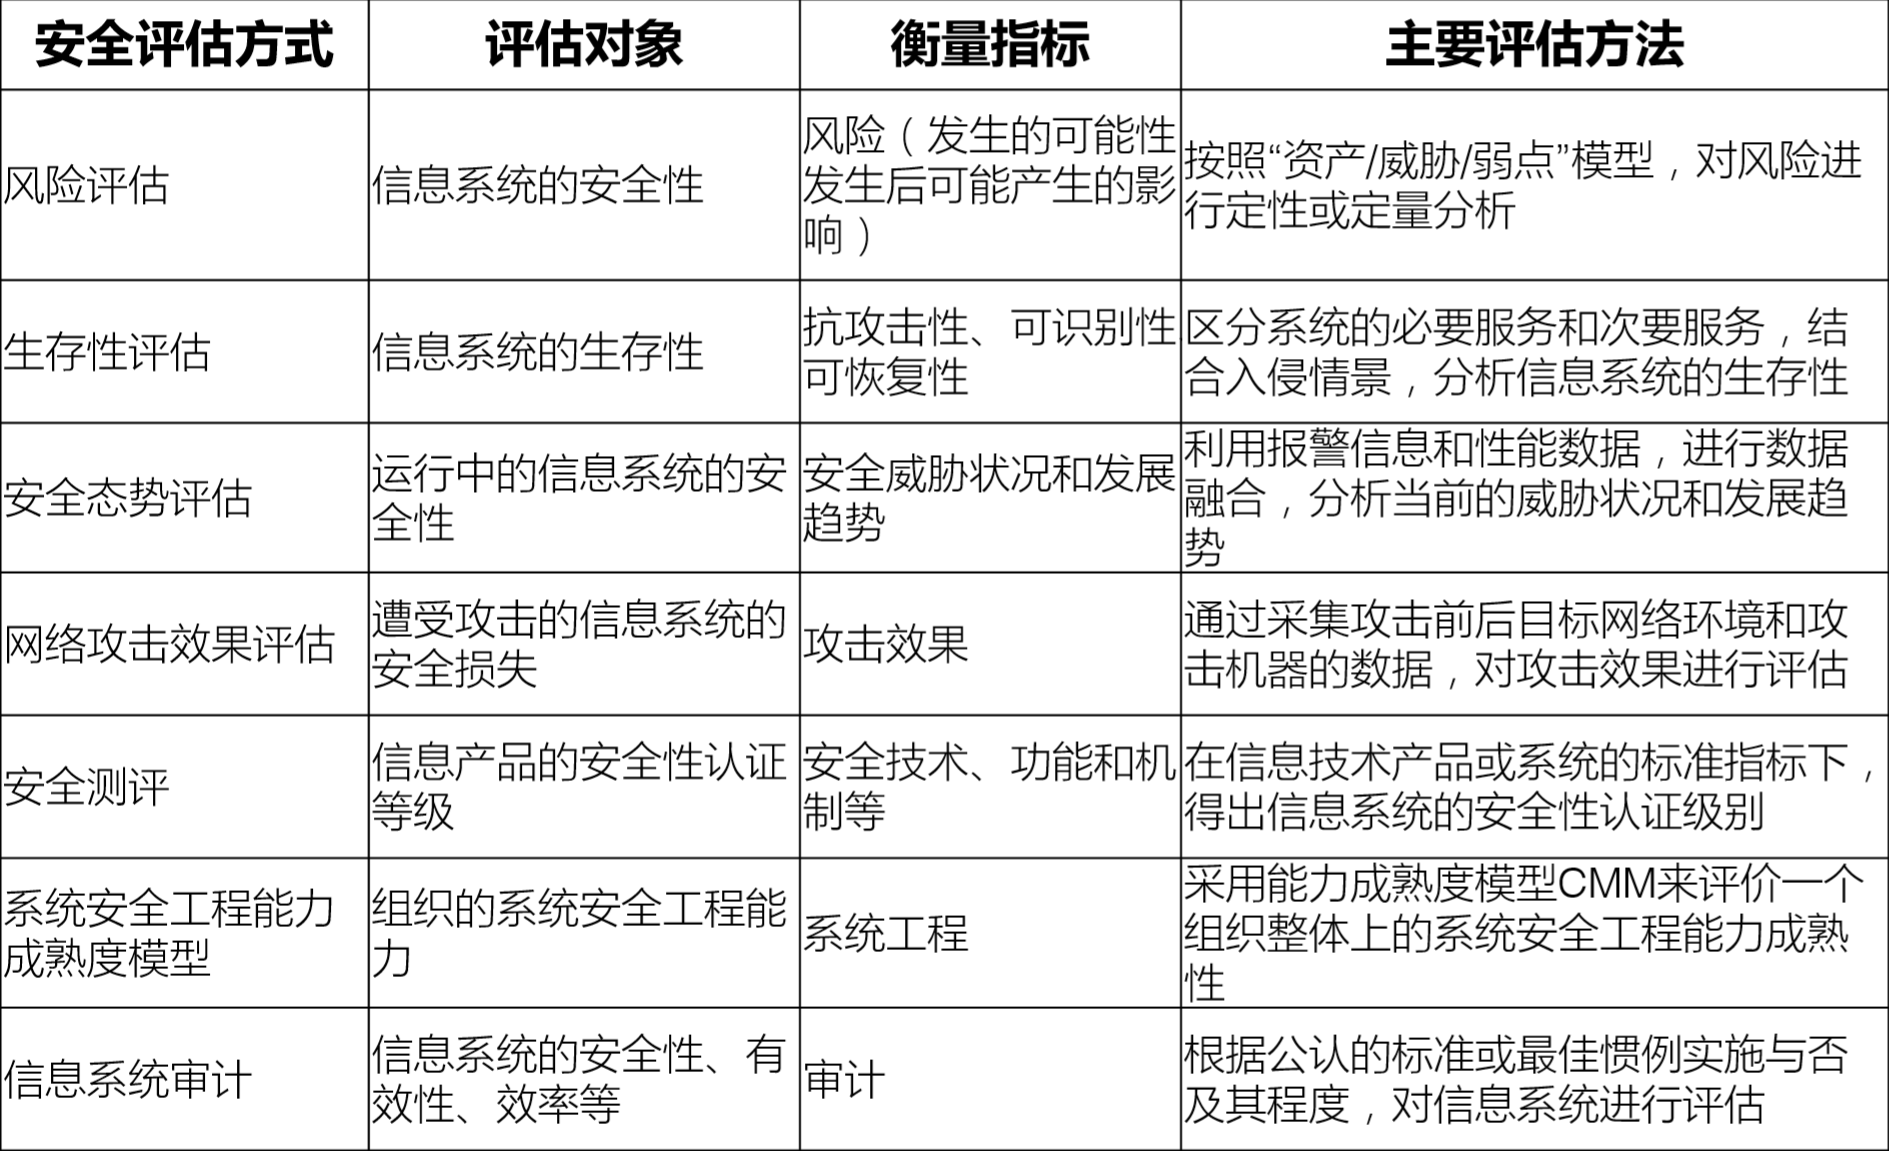 安全评估方式
评估对象
衡量指标
主要评估方法
风险评估
信息系统的安全性
风险（发生的可能性
发生后可能产生的影
响）
按照“资产/威胁/弱点”模型，对风险进
行定性或定量分析
生存性评估
信息系统的生存性
抗攻击性、可识别性
可恢复性
区分系统的必要服务和次要服务，结
合入侵情景，分析信息系统的生存性
安全态势评估
运行中的信息系统的安
全性
安全威胁状况和发展
趋势
利用报警信息和性能数据，进行数据
融合，分析当前的威胁状况和发展趋
势
网络攻击效果评估
遭受攻击的信息系统的
安全损失
攻击效果
通过采集攻击前后目标网络环境和攻
击机器的数据，对攻击效果进行评估
安全测评
信息产品的安全性认证
等级
安全技术、功能和机
制等
在信息技术产品或系统的标准指标下，
得出信息系统的安全性认证级别
系统安全工程能力
成熟度模型
组织的系统安全工程能
力
系统工程
采用能力成熟度模型CMM来评价一个
组织整体上的系统安全工程能力成熟
性
信息系统审计
信息系统的安全性、有
效性、效率等
审计
根据公认的标准或最佳惯例实施与否
及其程度，对信息系统进行评估